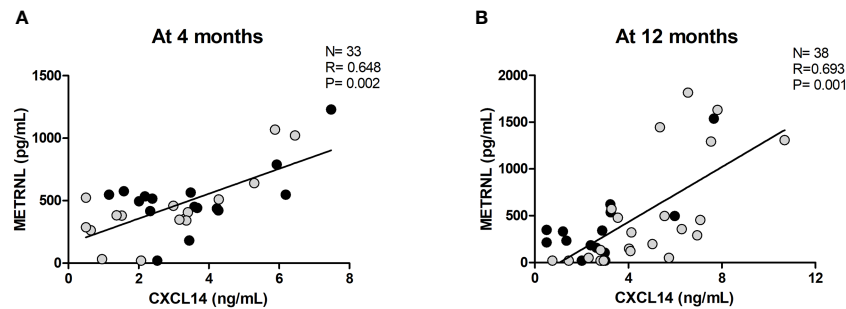 A
At 4 months
N= 33
R= 0.648
P= 0.002
METRNL (pg/mL)
1500
1000
500
0
0 2 4 6 8
CXCL14 (ng/mL)
B
At 12 months
N= 38
R=0.693
P= 0.001
METRNL (pg/mL)
2000
1500
1000
500
0
0 4 8 12
CXCL14 (ng/mL)